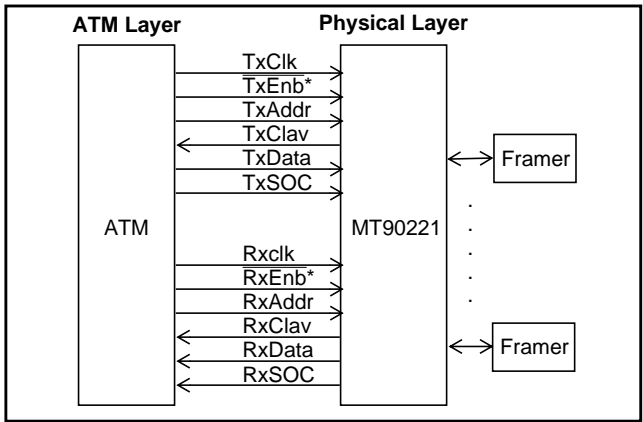 ATM Layer
Physical Layer
TxClk
TxEnb*
TxAddr
TxClav
TxData
TxSOC
ATM
MT90221
Framer
Rxclk
RxEnb*
RxAddr
RxClav
RxData
RxSOC
Framer